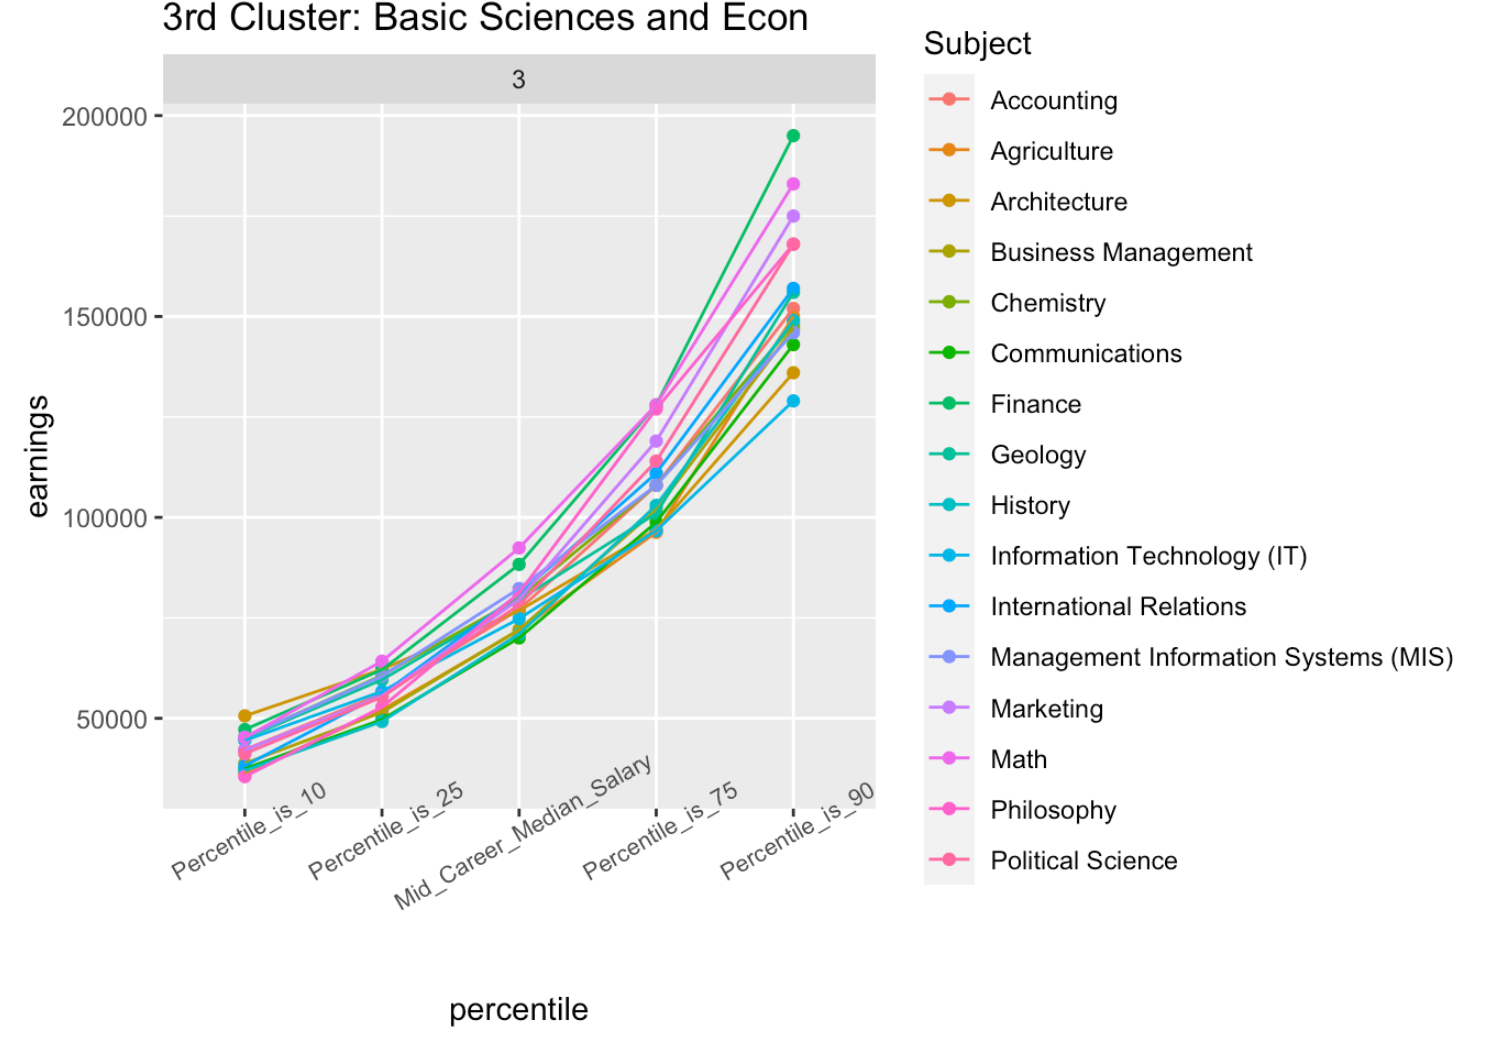 3rd Cluster: Basic Sciences and Econ
3
200000
150000
100000
50000
earnings
Percentile_is_10
Percentile_is_25
Mid_Career_Median_Salary
Percentile_is_75
Percentile_is_90
percentile
Subject
Accounting
Agriculture
Architecture
Business Management
Chemistry
Communications
Finance
Geology
History
Information Technology (IT)
International Relations
Management Information Systems (MIS)
Marketing
Math
Philosophy
Political Science